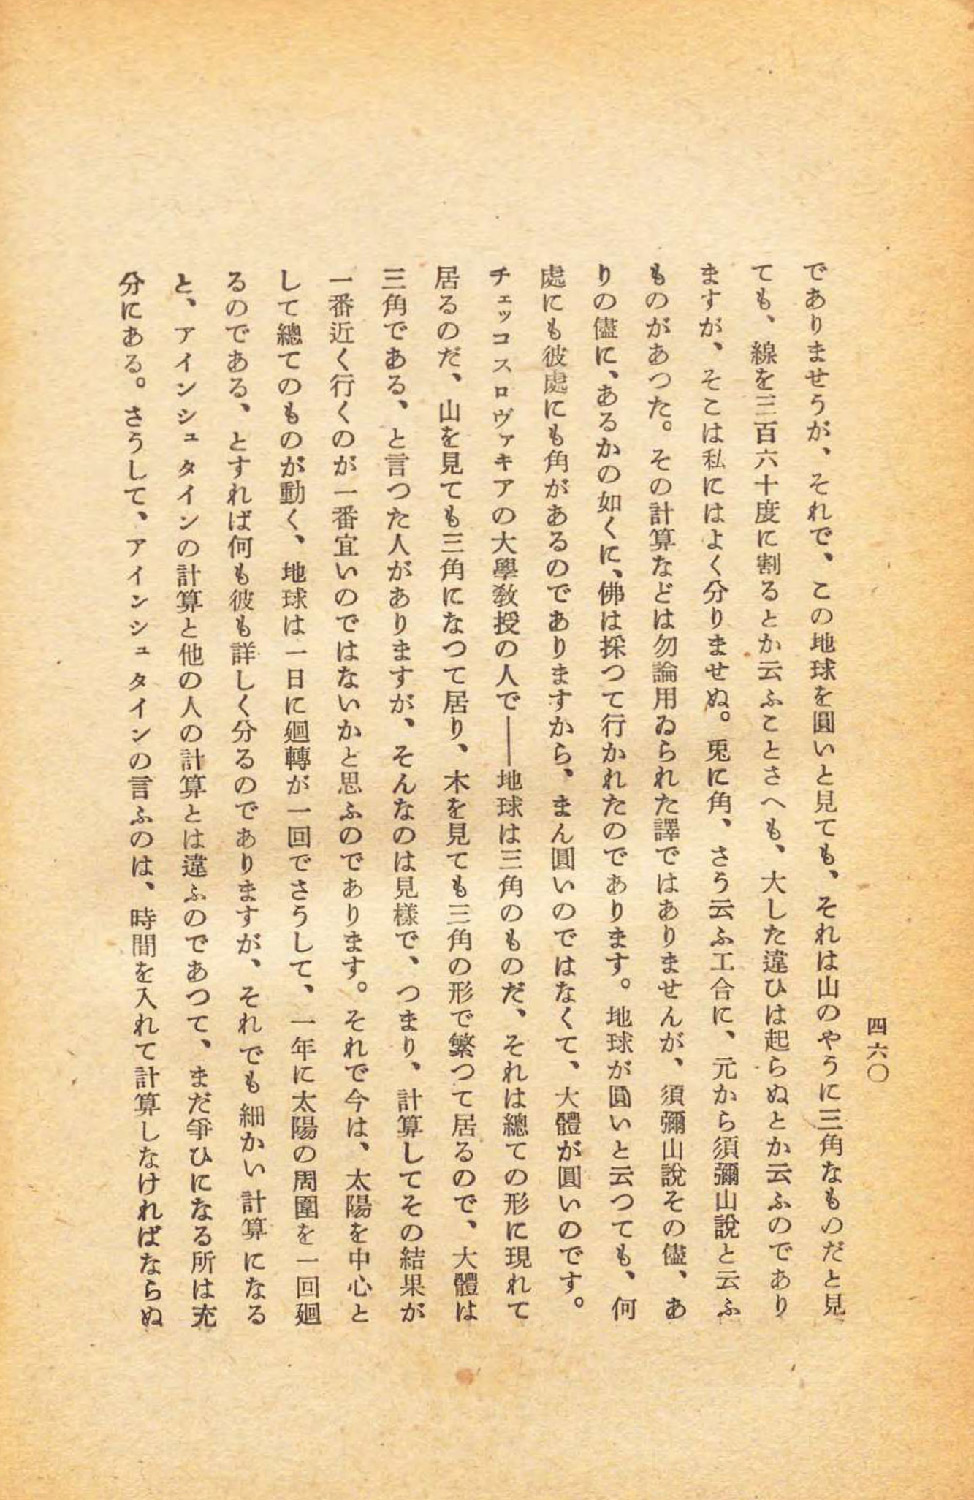 四六〇
でありませうが、それで、この地球を圓いと見ても、それは山のやうに三角なものだと見
ても、線を三百六十度に割るとか云ふことさへも、大した違ひは起らぬとか云ふのであり
ますが、そこは私にはよく分りませぬ。兎に角、さう云ふ工合に、元から須彌山說と云ふ
ものがあつた。その計算などは勿論用ゐられた譯ではありませんが、須彌山說その儘、あ
りの儘に、あるかの如くに、佛は採つて行かれたのであります。地球が圓いと云つても、何
處にも彼處にも角があるのでありますから、まん圓いのではなくて、大體が圓いのです。
チェッコスロヴァキアの大學敎授の人で――地球は三角のものだ、それは總ての形に現れて
居るのだ、山を見ても三角になつて居り、木を見ても三角の形で繁つて居るので、大體は
三角である、と言つた人がありますが、そんなのは見樣で、つまり、計算してその結果が
一番近く行くのが一番宜いのではないかと思ふのであります。それで今は、太陽を中心と
して總てのものが動く、地球は一日に廻轉が一回でさうして、一年に太陽の周圍を一回廻
るのである、とすれば何も彼も詳しく分るのでありますが、それでも細かい計算になる
と、アインシュタインの計算と他の人の計算とは違ふのであつて、まだ爭ひになる所は充
分にある。さうして、アインシュタインの言ふのは、時間を入れて計算しなければならぬ